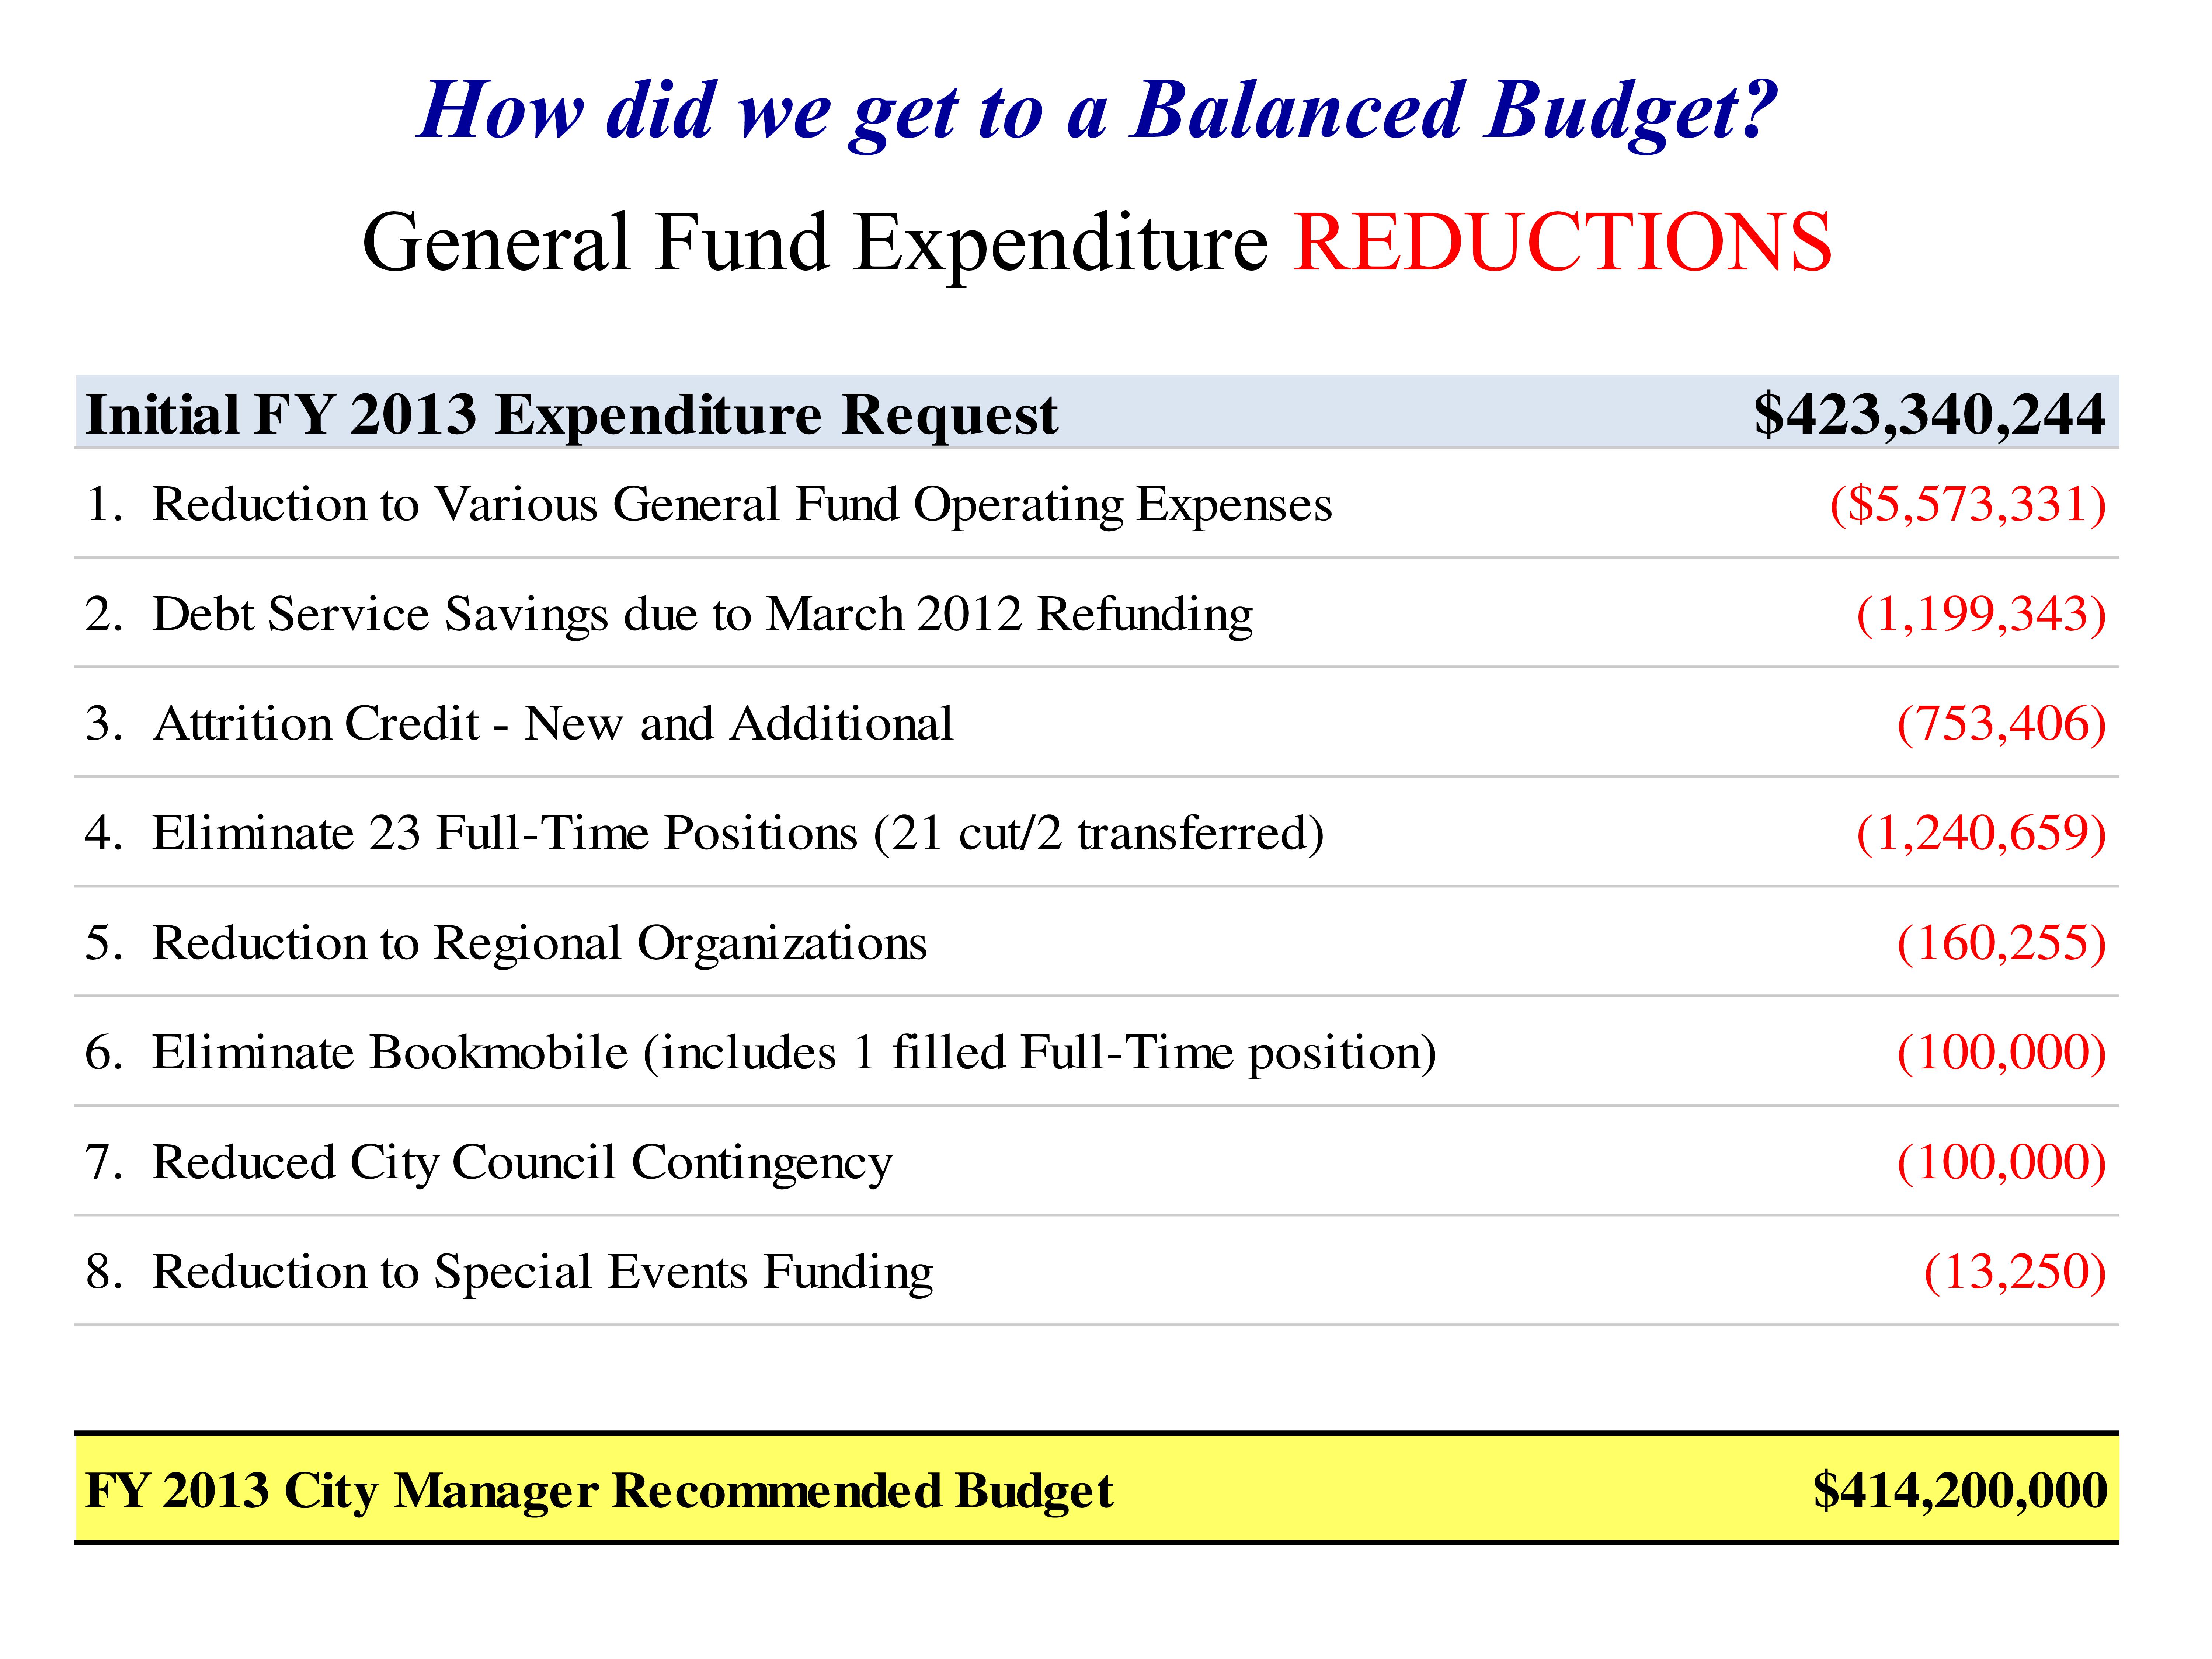 How did we get to a Balanced Budget?
General Fund Expenditure REDUCTIONS
Initial FY 2013 Expenditure Request $423,340,244
1. Reduction to Various General Fund Operating Expenses ($5,573,331)
2. Debt Service Savings due to March 2012 Refunding (1,199,343)
3. Attrition Credit - New and Additional (753,406)
4. Eliminate 23 Full-Time Positions (21 cut/2 transferred) (1,240,659)
5. Reduction to Regional Organizations (160,255)
6. Eliminate Bookmobile (includes 1 filled Full-Time position) (100,000)
7. Reduced City Council Contingency (100,000)
8. Reduction to Special Events Funding (13,250)
FY 2013 City Manager Recommended Budget $414,200,000